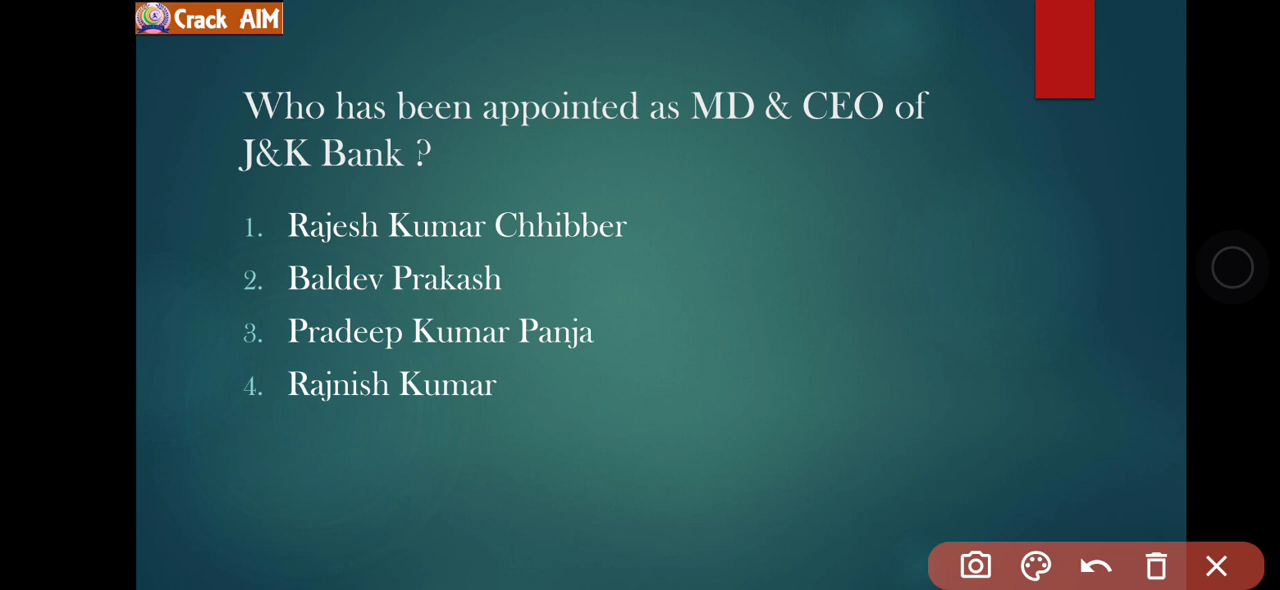 Crack AIM
Who has been appointed as MD & CEO of
J&K Bank ?
1. Rajesh Kumar Chhibber
2. Baldev Prakash
3. Pradeep Kumar Panja
4. Rajnish Kumar